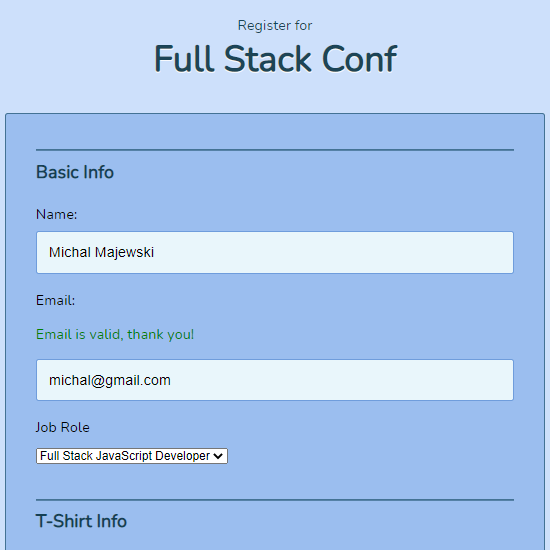 Register for
Full Stack Conf
Basic Info
Name:
Michal Majewski
Email:
Email is valid, thank you!
michal@gmail.com
Job Role
Full Stack JavaScript Developer
T-Shirt Info